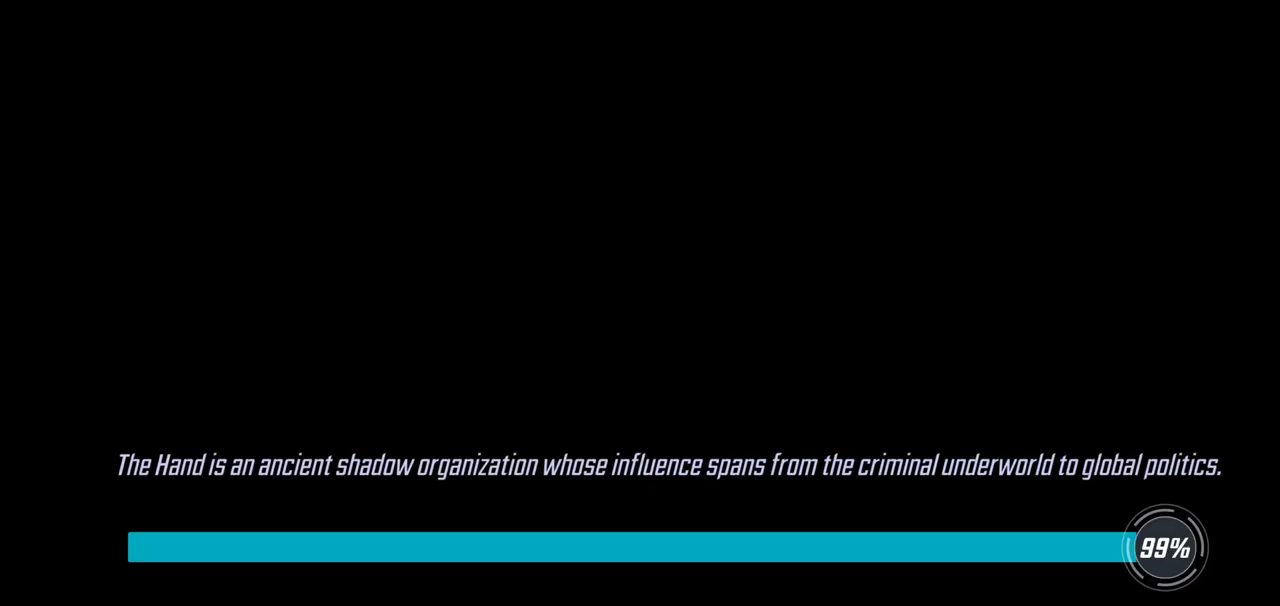 The Hand is an ancient shadow organization whose influence spans from the criminal underworld to global politics.
99%